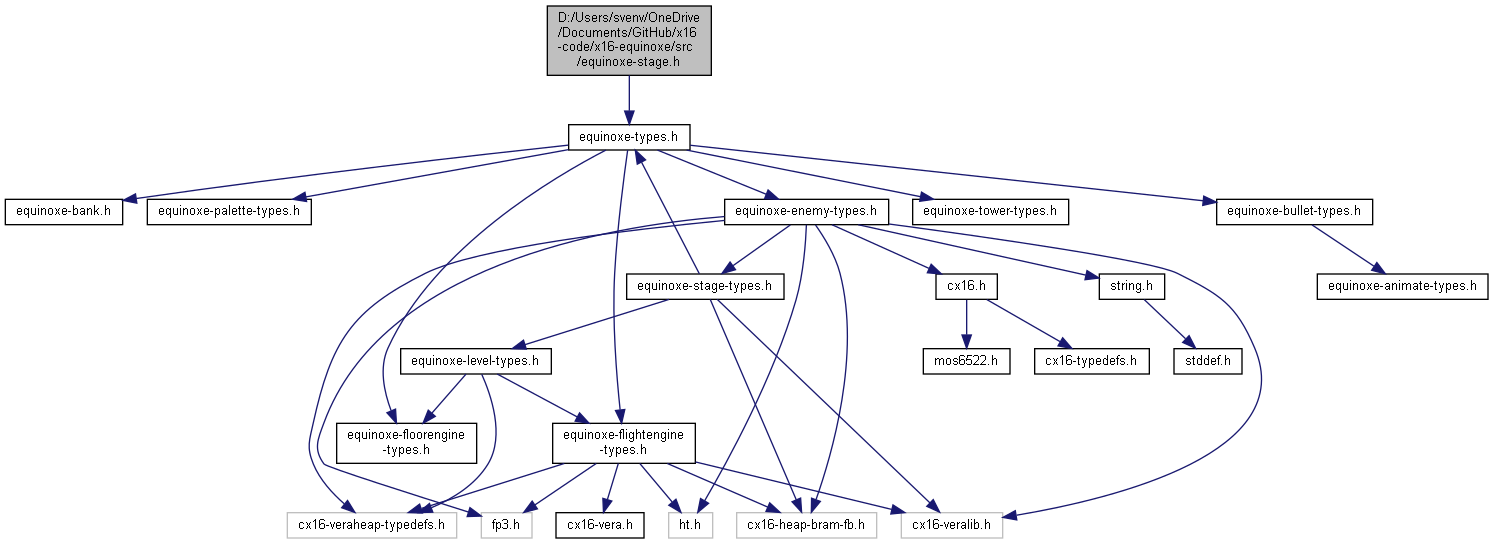 D:/Users/svenv/OneDrive
/Documents/GitHub/x16
-code/x16-equinoxe/src
/equinoxe-stage.h
equinoxe-types.h
equinoxe-bank.h
equinoxe-palette-types.h
equinoxe-enemy-types.h
equinoxe-tower-types.h
equinoxe-bullet-types.h
equinoxe-stage-types.h
cx16.h
string.h
equinoxe-animate-types.h
equinoxe-level-types.h
mos6522.h
cx16-typedefs.h
stddef.h
equinoxe-floorengine
-types.h
equinoxe-flightengine
-types.h
cx16-veraheap-typedefs.h
fp3.h
cx16-vera.h
ht.h
cx16-heap-bram-fb.h
cx16-veralib.h